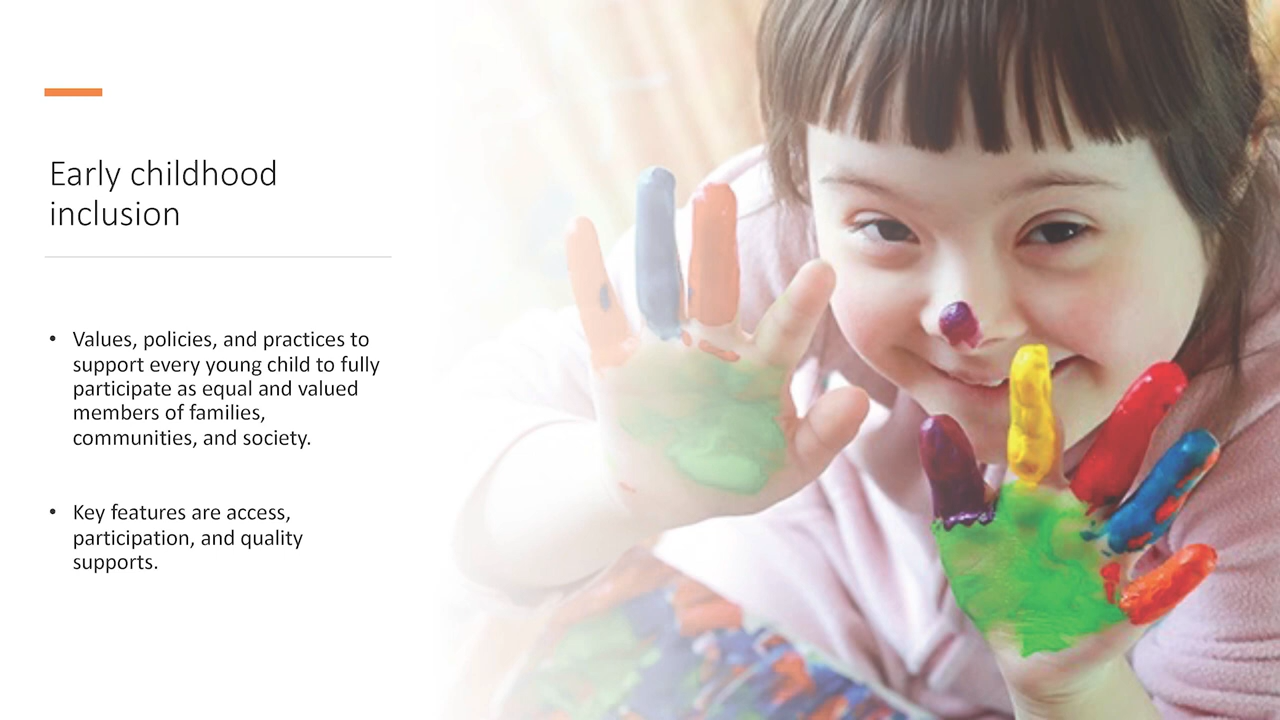 Early childhood
inclusion
• Values, policies, and practices to
support every young child to fully
participate as equal and valued
members of families,
communities, and society.
• Key features are access,
participation, and quality
supports.